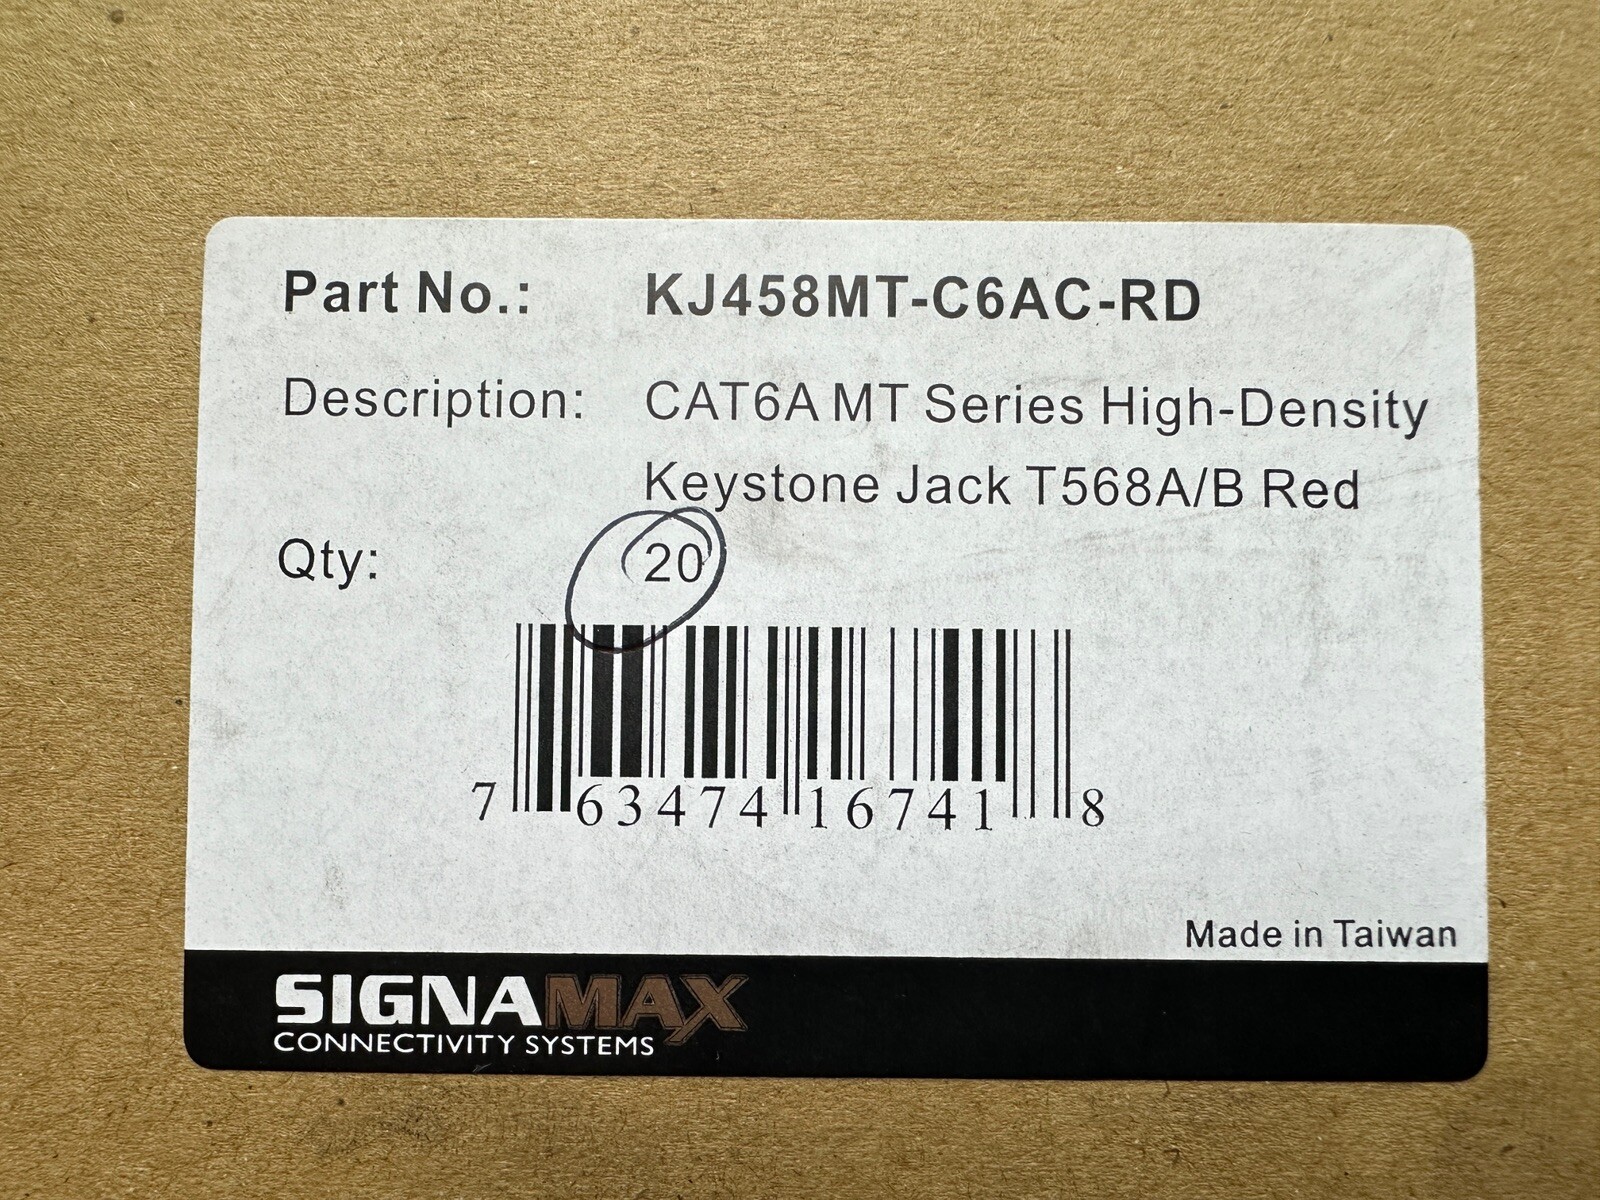 Part No.: KJ458MT-C6AC-RD
Description: CAT6A MT Series High-Density
Keystone Jack T568A/B Red
Qty: 20
7 63474 16741 8
Made in Taiwan
SIGNAMAX
CONNECTIVITY SYSTEMS